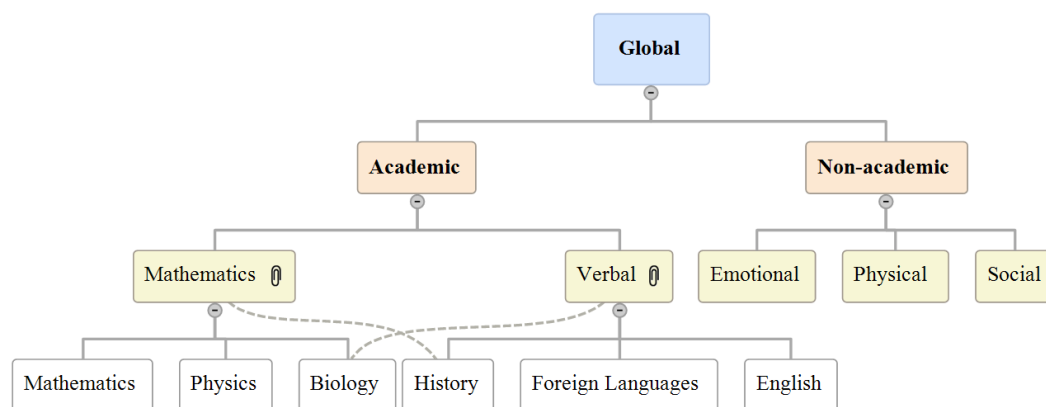 Global
Academic
Non-academic
Mathematics
Verbal
Emotional
Physical
Social
Mathematics
Physics
Biology
History
Foreign Languages
English